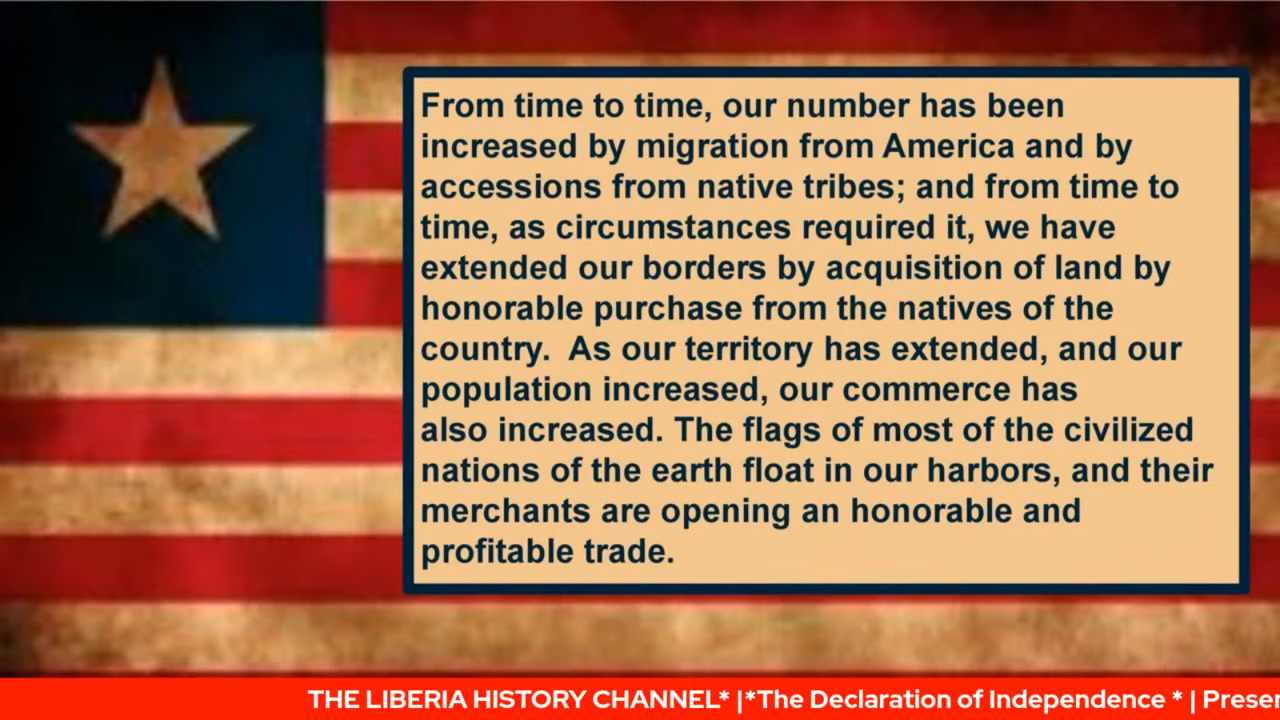 From time to time, our number has been
increased by migration from America and by
accessions from native tribes; and from time to
time, as circumstances required it, we have
extended our borders by acquisition of land by
honorable purchase from the natives of the
country.  As our territory has extended, and our
population increased, our commerce has
also increased. The flags of most of the civilized
nations of the earth float in our harbors, and their
merchants are opening an honorable and
profitable trade.
THE LIBERIA HISTORY CHANNEL* |*The Declaration of Independence * |